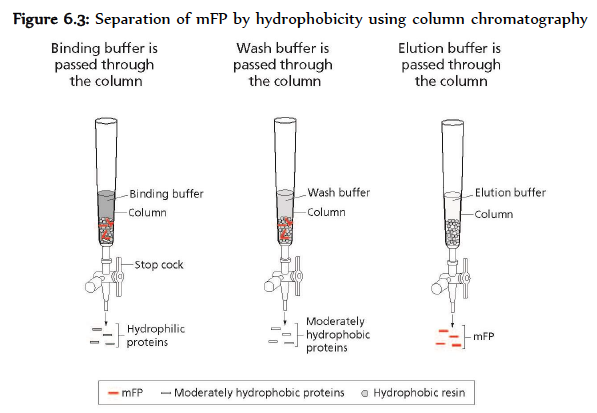 Figure 6.3: Separation of mFP by hydrophobicity using column chromatography
Binding buffer is
passed through
the column
Wash buffer is
passed through
the column
Elution buffer is
passed through
the column
Binding buffer
Column
Stop cock
Hydrophilic
proteins
Wash buffer
Column
Moderately
hydrophobic
proteins
Elution buffer
Column
mFP
mFP
Moderately hydrophobic proteins
Hydrophobic resin